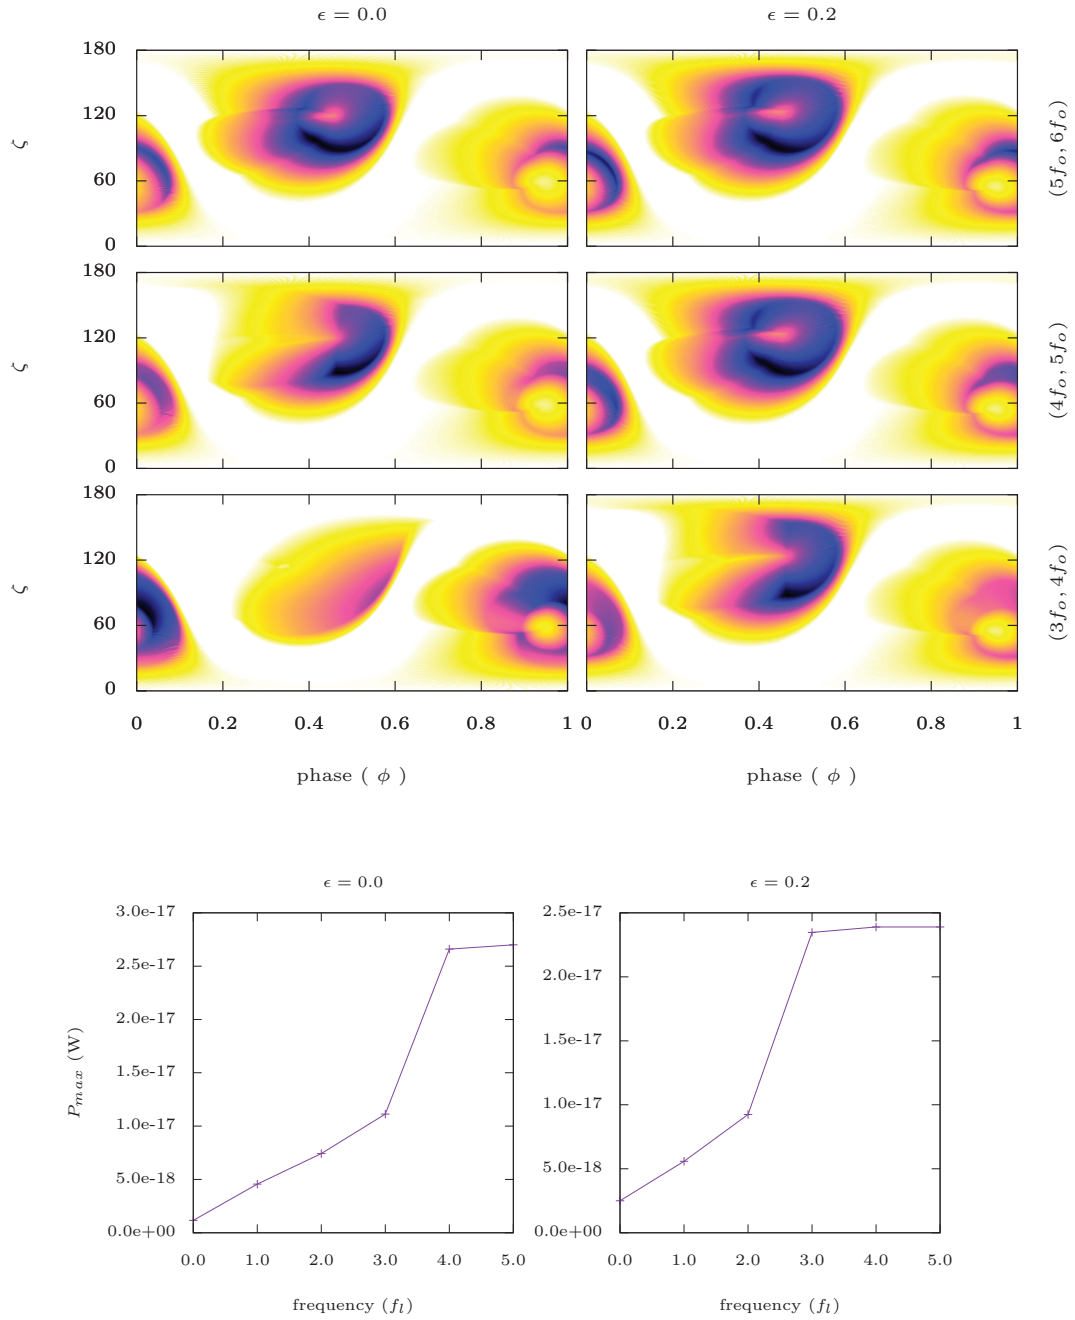 ϵ = 0.0 ϵ = 0.2
180
120
60
0
ζ
(5f_o, 6f_o)
180
120
60
0
ζ
(4f_o, 5f_o)
180
120
60
0
ζ
(3f_o, 4f_o)
0 0.2 0.4 0.6 0.8 1 0 0.2 0.4 0.6 0.8 1
phase ( ϕ ) phase ( ϕ )
ϵ = 0.0
3.0e-17
2.5e-17
2.0e-17
1.5e-17
1.0e-17
5.0e-18
0.0e+00
P_max (W)
0.0 1.0 2.0 3.0 4.0 5.0
frequency (f_l)
ϵ = 0.2
2.5e-17
2.0e-17
1.5e-17
1.0e-17
5.0e-18
0.0e+00
0.0 1.0 2.0 3.0 4.0 5.0
frequency (f_l)